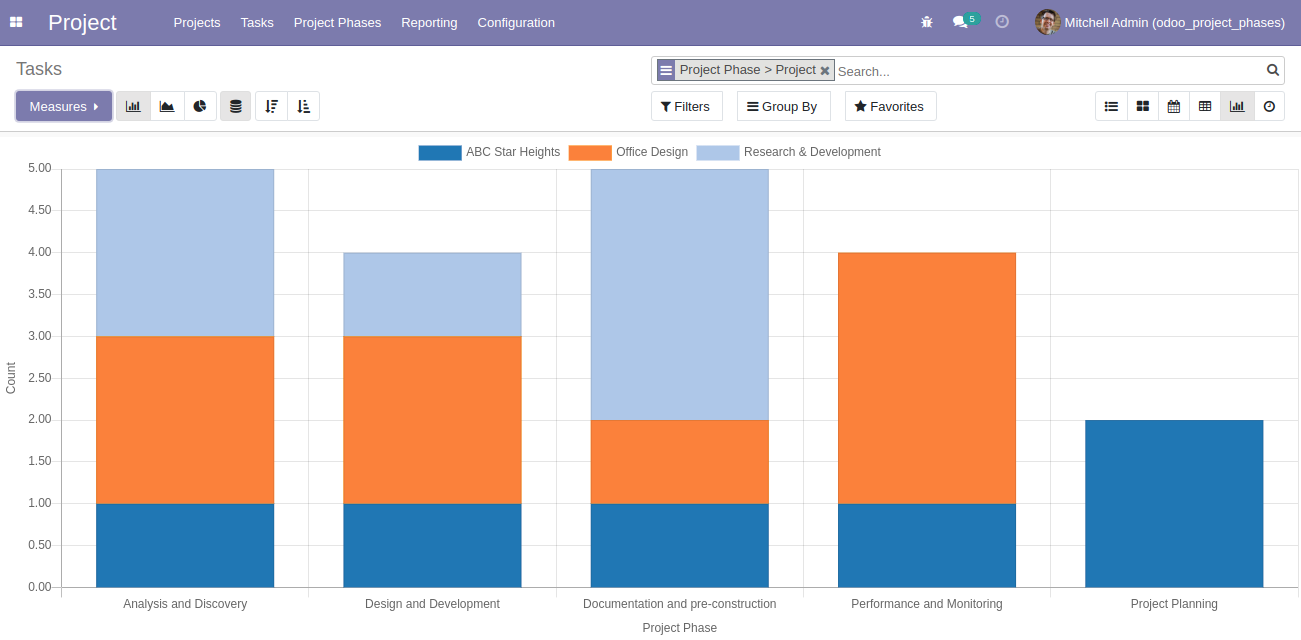 Project Projects Tasks Project Phases Reporting Configuration 5 Mitchell Admin (odoo_project_phases)
Tasks
Project Phase > Project Search...
Measures Filters Group By Favorites
ABC Star Heights Office Design Research & Development
5.00
4.50
4.00
3.50
3.00
2.50
2.00
1.50
1.00
0.50
0.00
Count
Analysis and Discovery Design and Development Documentation and pre-construction Performance and Monitoring Project Planning
Project Phase